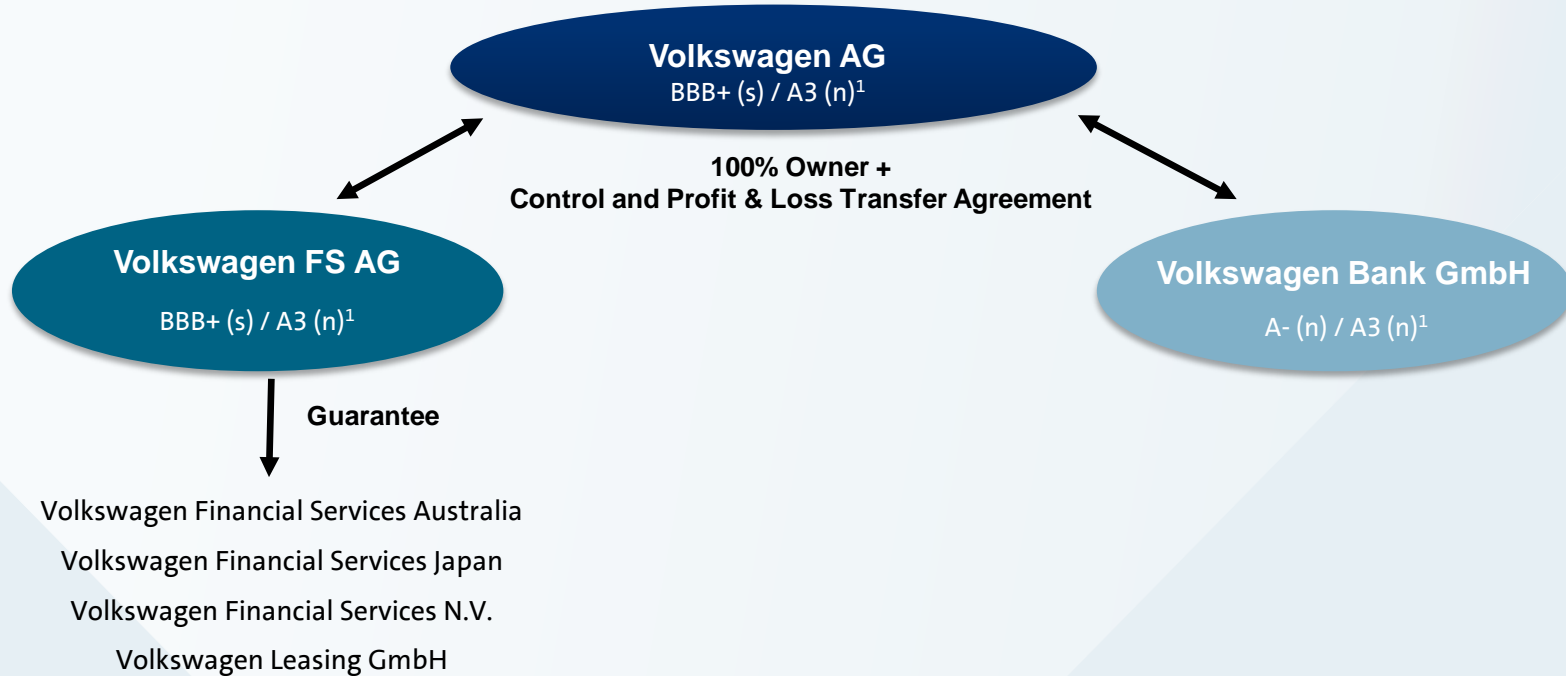 Volkswagen AG
BBB+ (s) / A3 (n)1
100% Owner +
Control and Profit & Loss Transfer Agreement
Volkswagen FS AG
BBB+ (s) / A3 (n)1
Volkswagen Bank GmbH
A- (n) / A3 (n)1
Guarantee
Volkswagen Financial Services Australia
Volkswagen Financial Services Japan
Volkswagen Financial Services N.V.
Volkswagen Leasing GmbH